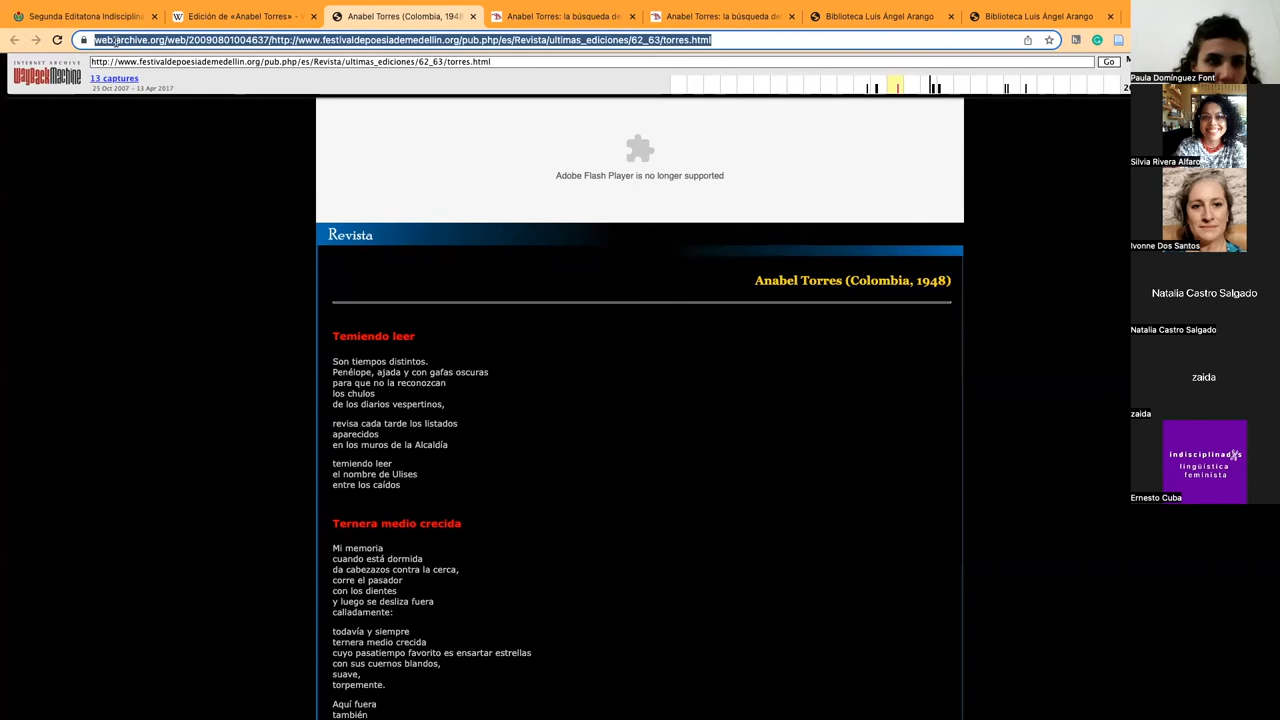 Segunda Editatona Indisciplina
Edición de «Anabel Torres» - W
Anabel Torres (Colombia, 1948
Anabel Torres: la búsqueda de
Anabel Torres: la búsqueda de
Biblioteca Luis Ángel Arango
Biblioteca Luis Ángel Arango
web.archive.org/web/20090801004637/http://www.festivaldepoesiademedellin.org/pub.php/es/Revista/ultimas_ediciones/62_63/torres.html
INTERNET ARCHIVE
WayBackMachine
http://www.festivaldepoesiademedellin.org/pub.php/es/Revista/ultimas_ediciones/62_63/torres.html
Go
13 captures
25 Oct 2007 - 13 Apr 2017
Adobe Flash Player is no longer supported
Revista
Anabel Torres (Colombia, 1948)
Temiendo leer
Son tiempos distintos.
Penélope, ajada y con gafas oscuras
para que no la reconozcan
los chulos
de los diarios vespertinos,
revisa cada tarde los listados
aparecidos
en los muros de la Alcaldía
temiendo leer
el nombre de Ulises
entre los caídos
Ternera medio crecida
Mi memoria
cuando está dormida
da cabezazos contra la cerca,
corre el pasador
con los dientes
y luego se desliza fuera
calladamente:
todavía y siempre
ternera medio crecida
cuyo pasatiempo favorito es ensartar estrellas
con sus cuernos blandos,
suave,
torpemente.
Aquí fuera
también
Paula Domínguez Font
Silvia Rivera Alfaro
Ivonne Dos Santos
Natalia Castro Salgado
Natalia Castro Salgado
zaida
zaida
indisciplinadxs
lingüística
feminista
Ernesto Cuba